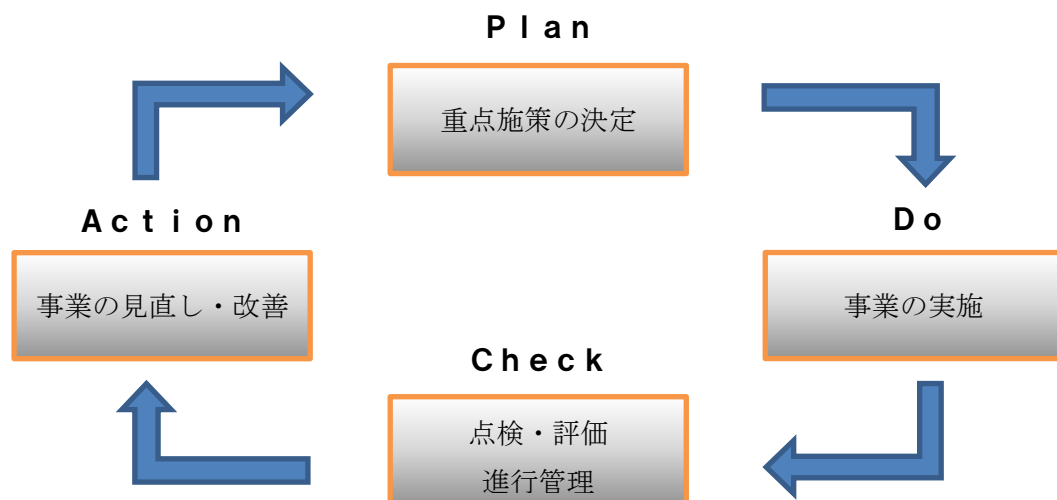 Plan
重点施策の決定
Action
Do
事業の見直し・改善
事業の実施
Check
点検・評価
進行管理